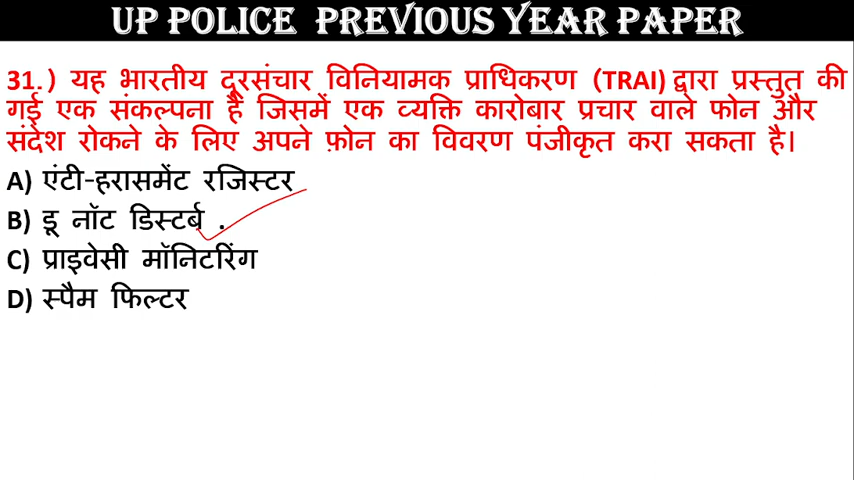 UP POLICE PREVIOUS YEAR PAPER
31.) यह भारतीय दूरसंचार विनियामक प्राधिकरण (TRAI) द्वारा प्रस्तुत की
गई एक संकल्पना है जिसमें एक व्यक्ति कारोबार प्रचार वाले फोन और
संदेश रोकने के लिए अपने फ़ोन का विवरण पंजीकृत करा सकता है।
A) एंटी-हरासमेंट रजिस्टर
B) डू नॉट डिस्टर्ब .
C) प्राइवेसी मॉनिटरिंग
D) स्पैम फिल्टर